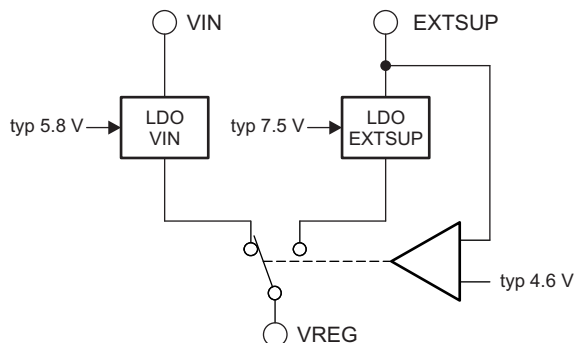 VIN
EXTSUP
typ 5.8 V
LDO
VIN
typ 7.5 V
LDO
EXTSUP
typ 4.6 V
VREG